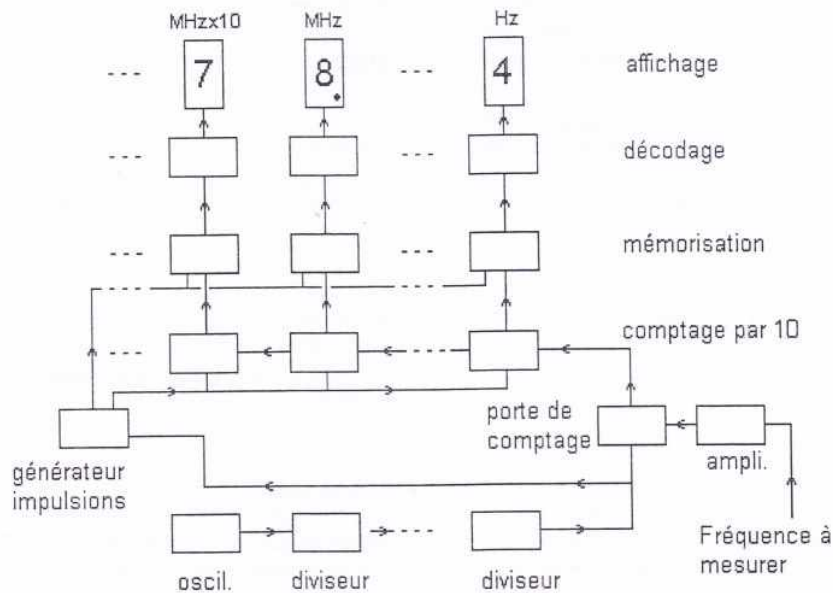 MHzx10 MHz Hz
--- 7 8. --- 4 affichage
décodage
mémorisation
comptage par 10
porte de
comptage
ampli.
générateur
impulsions
Fréquence à
mesurer
oscil. diviseur diviseur